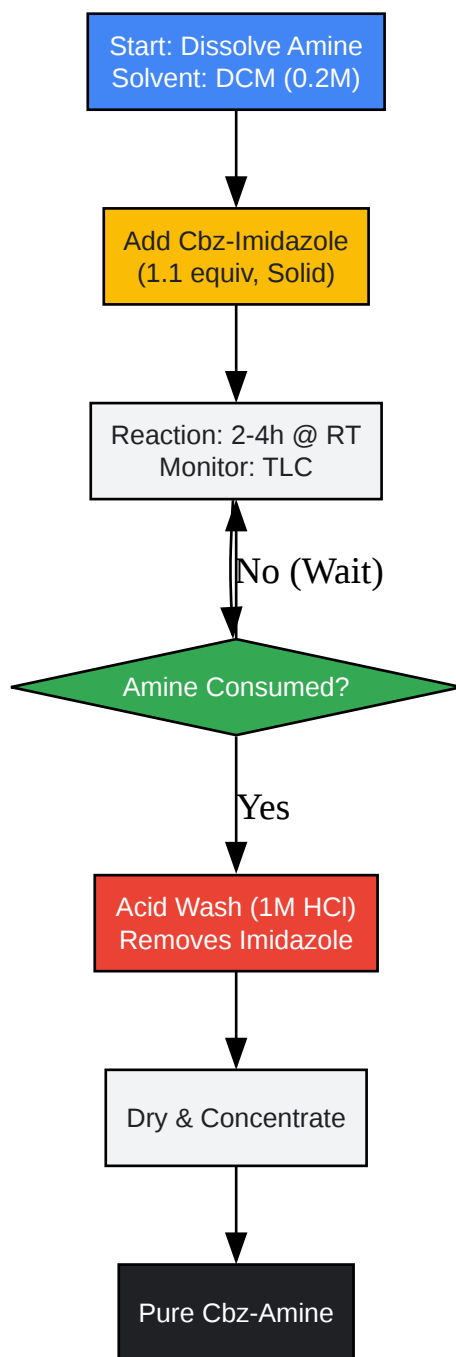 Start: Dissolve Amine
Solvent: DCM (0.2M)
Add Cbz-Imidazole
(1.1 equiv, Solid)
Reaction: 2-4h @ RT
Monitor: TLC
No (Wait)
Amine Consumed?
Yes
Acid Wash (1M HCl)
Removes Imidazole
Dry & Concentrate
Pure Cbz-Amine